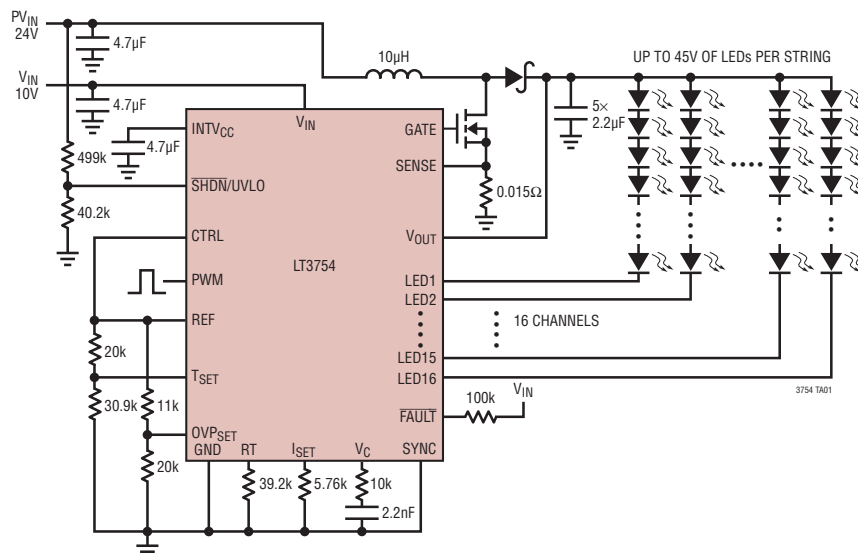 PVIN
24V
4.7µF
10µH
UP TO 45V OF LEDs PER STRING
VIN
10V
4.7µF
5×
2.2µF
INTVCC
VIN
GATE
4.7µF
499k
SENSE
SHDN/UVLO
0.015Ω
40.2k
CTRL
VOUT
LT3754
PWM
LED1
LED2
REF
16 CHANNELS
20k
LED15
TSET
LED16
3754 TA01
30.9k
11k
100k
VIN
FAULT
OVPSET
GND
RT
ISET
VC
SYNC
20k
39.2k
5.76k
10k
2.2nF